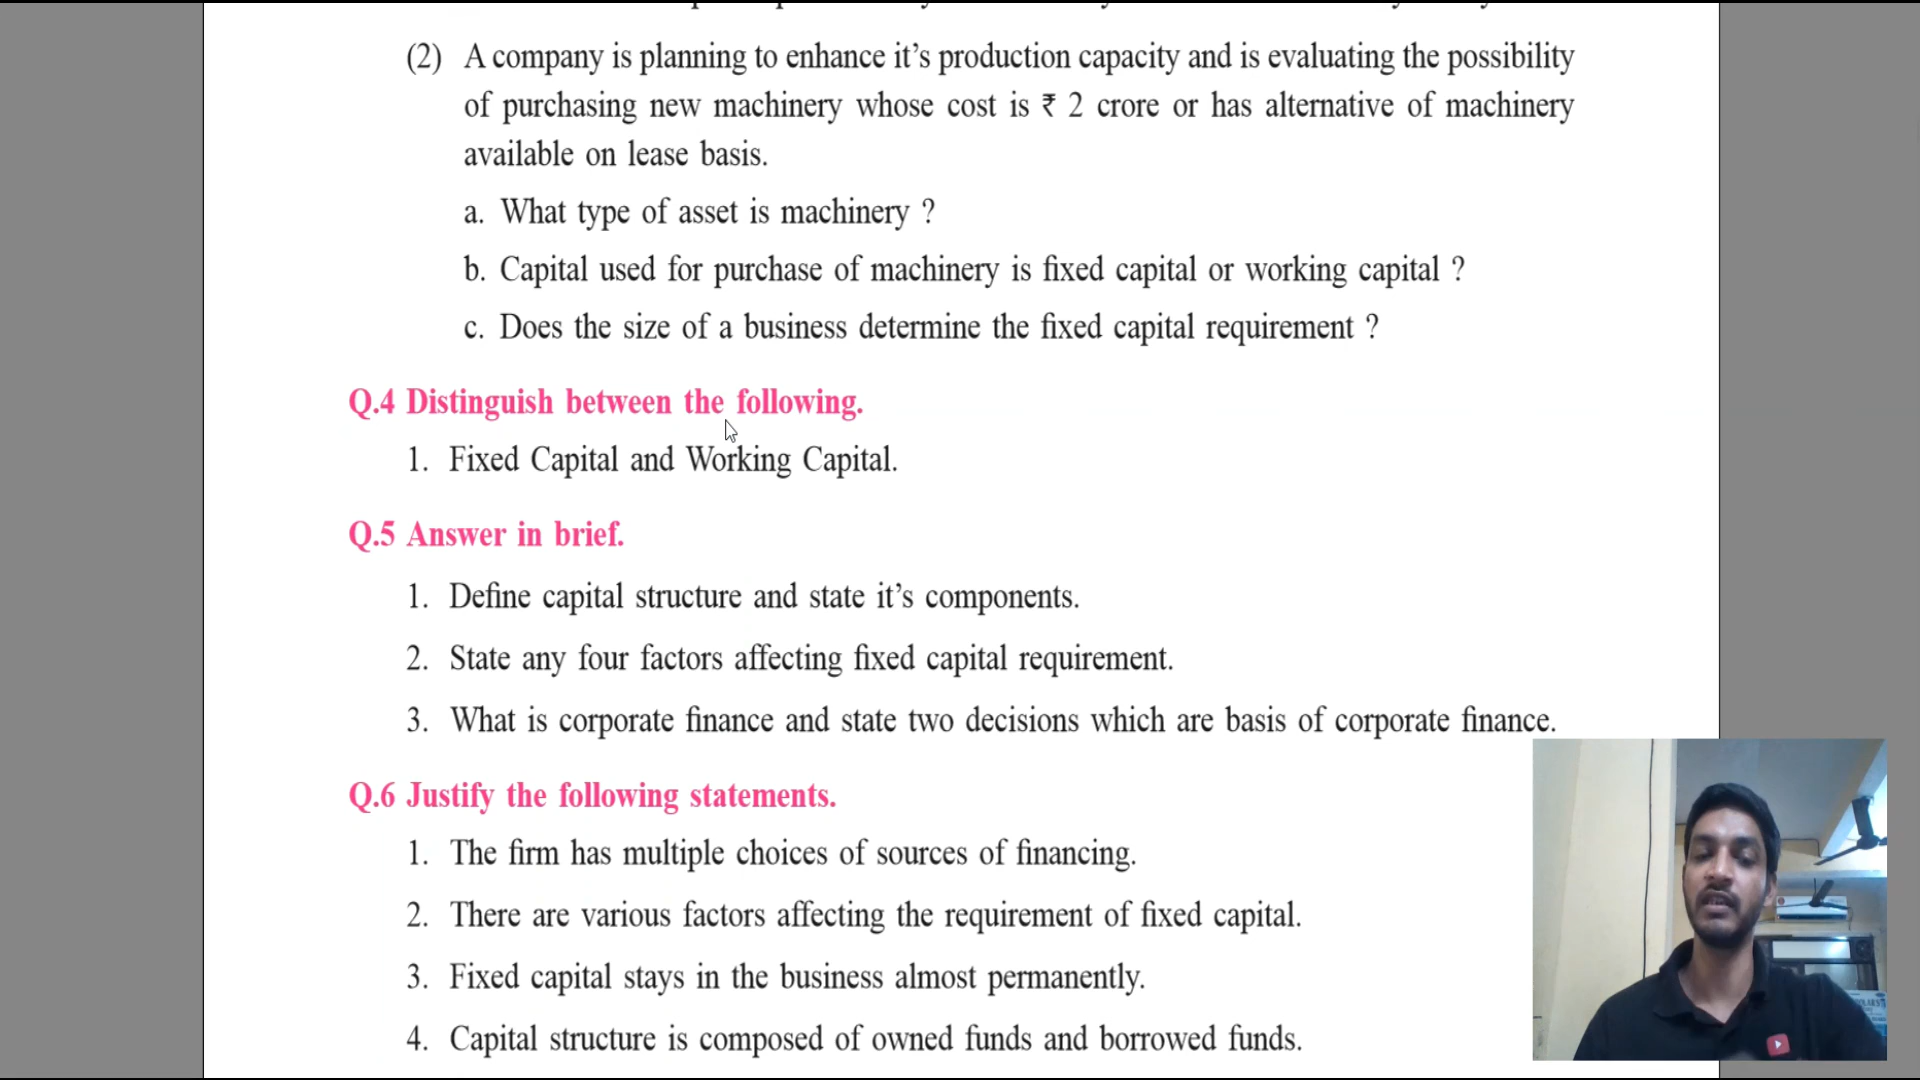 (2) A company is planning to enhance it’s production capacity and is evaluating the possibility
of purchasing new machinery whose cost is ₹ 2 crore or has alternative of machinery
available on lease basis.
a. What type of asset is machinery ?
b. Capital used for purchase of machinery is fixed capital or working capital ?
c. Does the size of a business determine the fixed capital requirement ?
Q.4 Distinguish between the following.
1. Fixed Capital and Working Capital.
Q.5 Answer in brief.
1. Define capital structure and state it’s components.
2. State any four factors affecting fixed capital requirement.
3. What is corporate finance and state two decisions which are basis of corporate finance.
Q.6 Justify the following statements.
1. The firm has multiple choices of sources of financing.
2. There are various factors affecting the requirement of fixed capital.
3. Fixed capital stays in the business almost permanently.
4. Capital structure is composed of owned funds and borrowed funds.